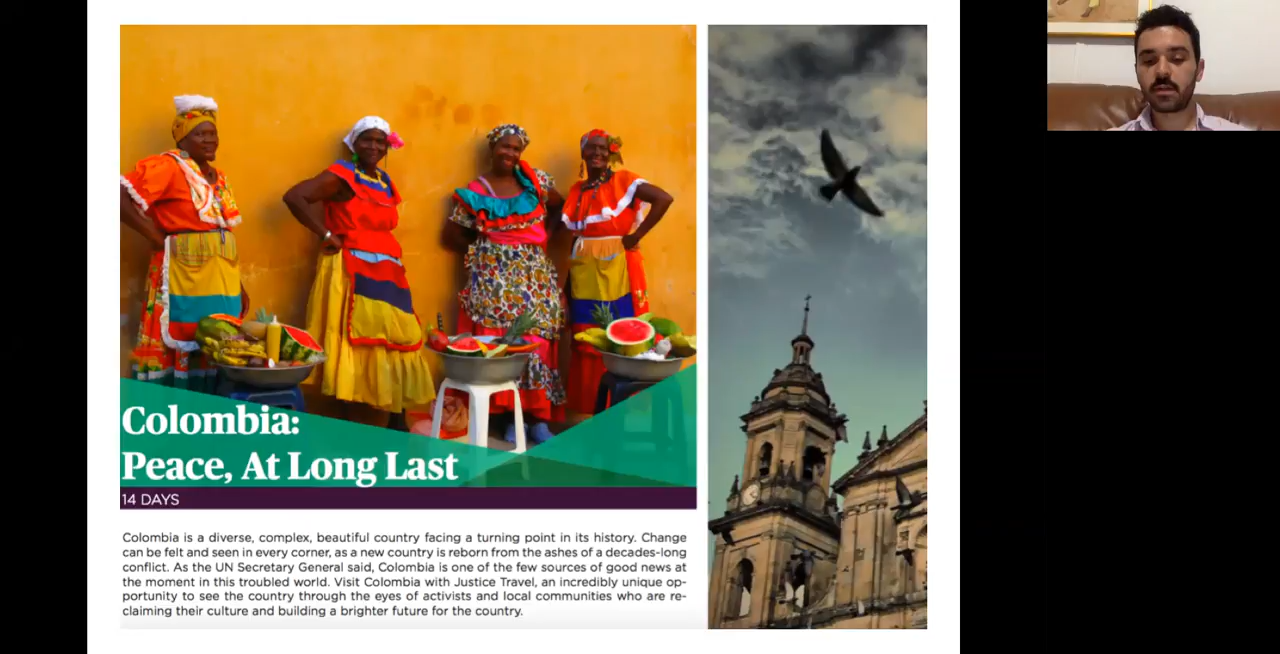 Colombia:
Peace, At Long Last
14 DAYS
Colombia is a diverse, complex, beautiful country facing a turning point in its history. Change
can be felt and seen in every corner, as a new country is reborn from the ashes of a decades-long
conflict. As the UN Secretary General said, Colombia is one of the few sources of good news at
the moment in this troubled world. Visit Colombia with Justice Travel, an incredibly unique op-
portunity to see the country through the eyes of activists and local communities who are re-
claiming their culture and building a brighter future for the country.